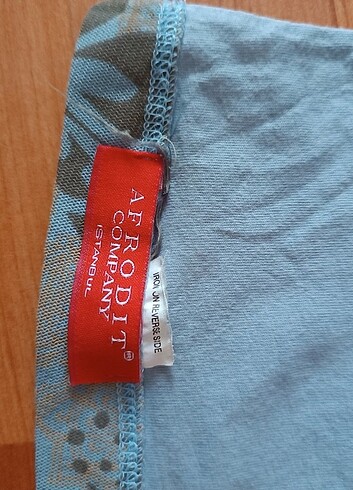 AFRODIT®
COMPANY
ISTANBUL
IRON ON REVERSE SIDE